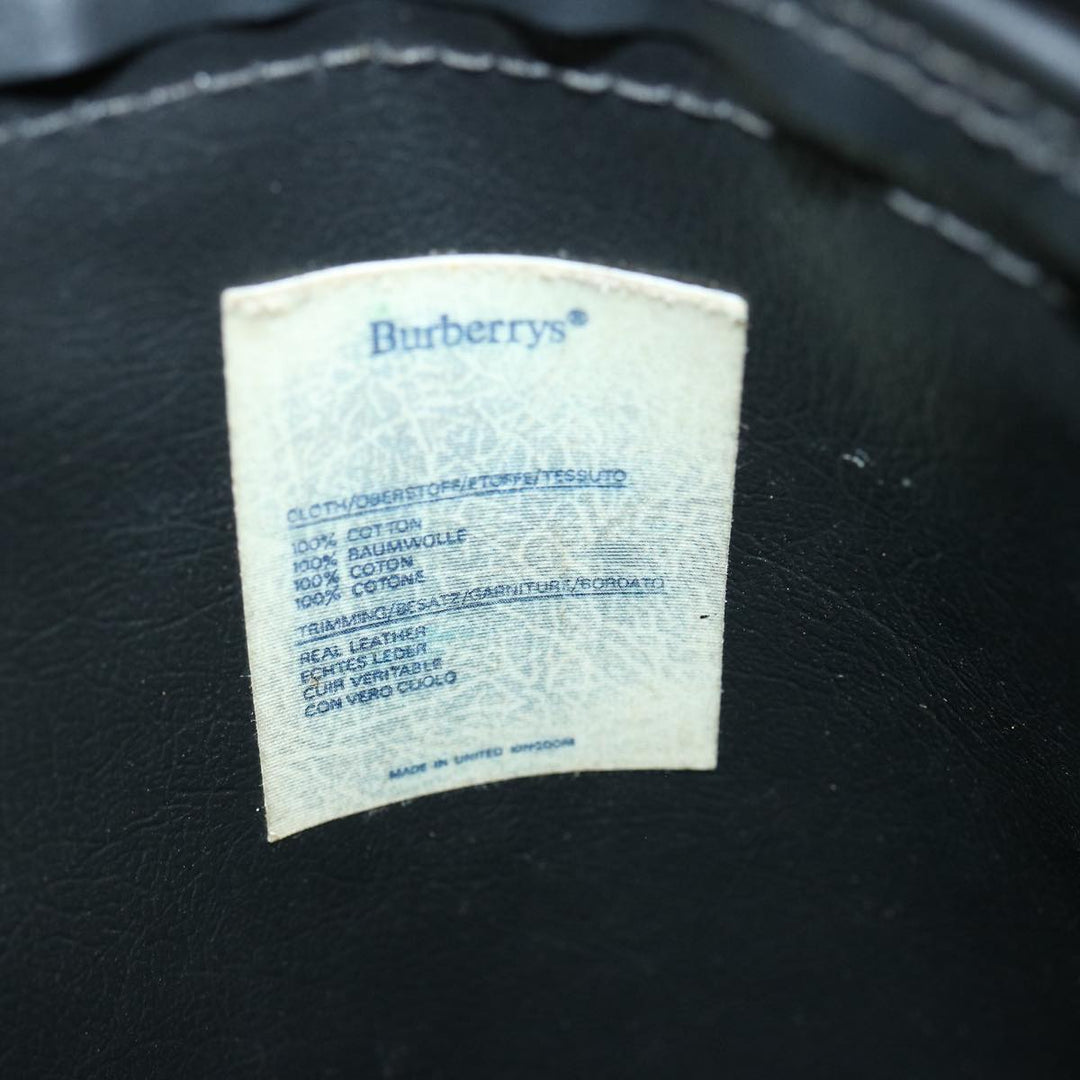 Burberrys®
CLOTH/OBERSTOFF/ETOFFE/TESSUTO
100% COTTON
100% BAUMWOLLE
100% COTON
100% COTONE
TRIMMING/BESATZ/GARNITURE/BORDATO
REAL LEATHER
ECHTES LEDER
CUIR VERITABLE
CON VERO CUOIO
MADE IN UNITED KINGDOM